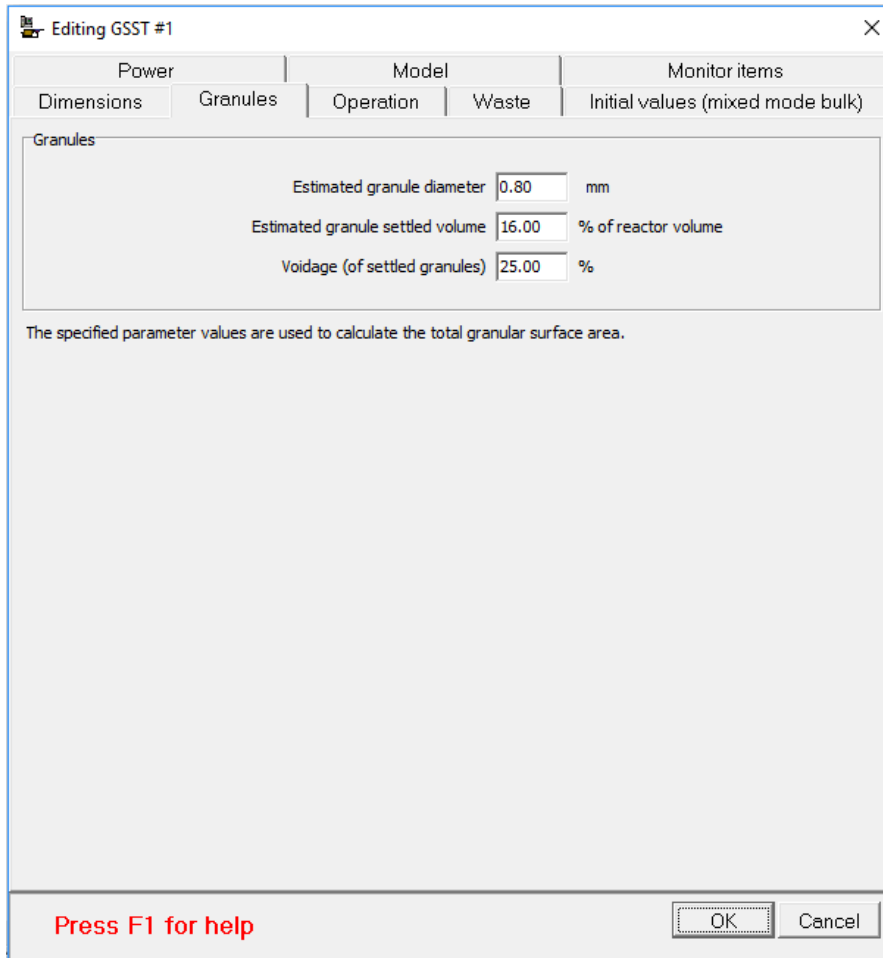 Editing GSST #1
Power Model Monitor items
Dimensions Granules Operation Waste Initial values (mixed mode bulk)
Granules
Estimated granule diameter 0.80 mm
Estimated granule settled volume 16.00 % of reactor volume
Voidage (of settled granules) 25.00 %
The specified parameter values are used to calculate the total granular surface area.
Press F1 for help OK Cancel